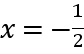 x = −1/2